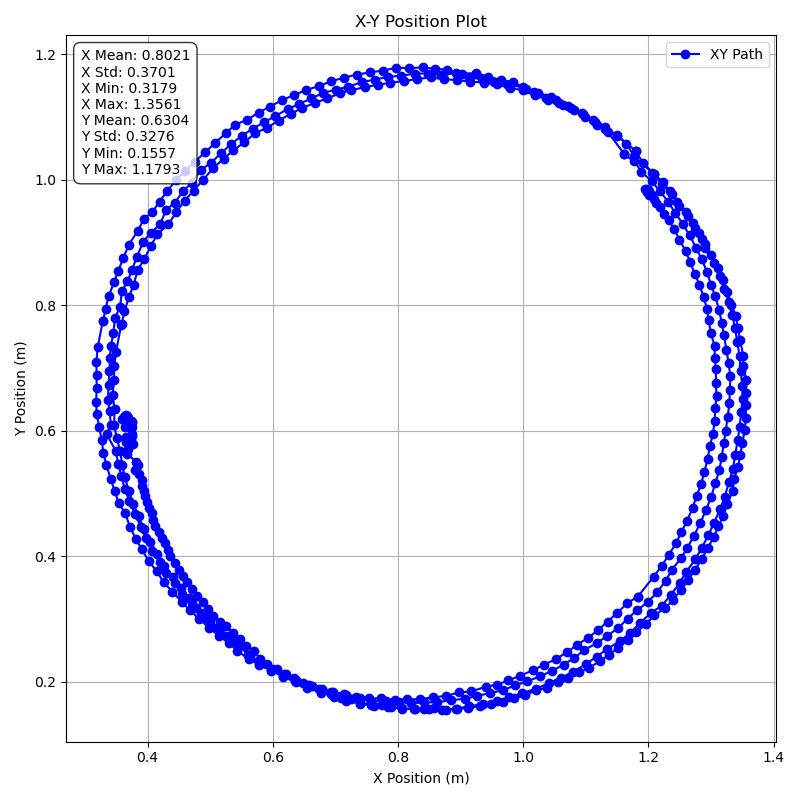 X-Y Position Plot
X Mean: 0.8021
X Std: 0.3701
X Min: 0.3179
X Max: 1.3561
Y Mean: 0.6304
Y Std: 0.3276
Y Min: 0.1557
Y Max: 1.1793
XY Path
1.2
1.0
0.8
0.6
0.4
0.2
Y Position (m)
0.4 0.6 0.8 1.0 1.2 1.4
X Position (m)